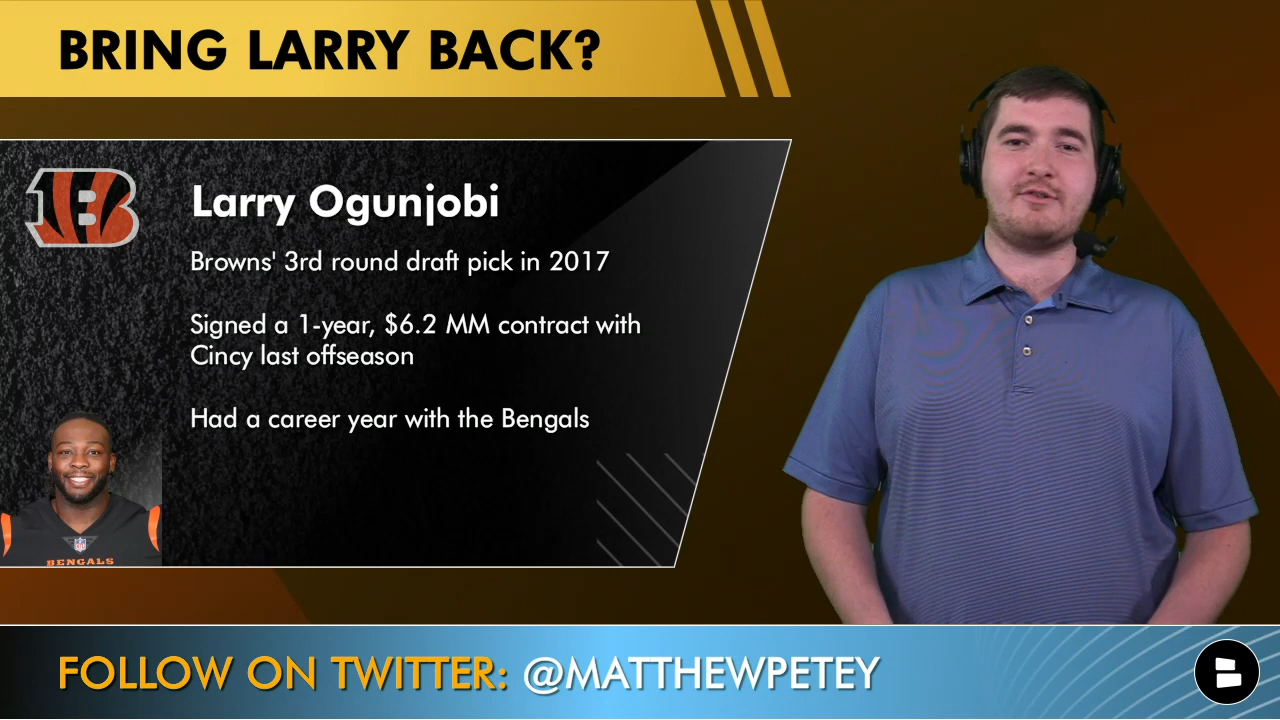 BRING LARRY BACK?
Larry Ogunjobi
Browns' 3rd round draft pick in 2017
Signed a 1-year, $6.2 MM contract with
Cincy last offseason
Had a career year with the Bengals
BENGALS
FOLLOW ON TWITTER: @MATTHEWPETEY